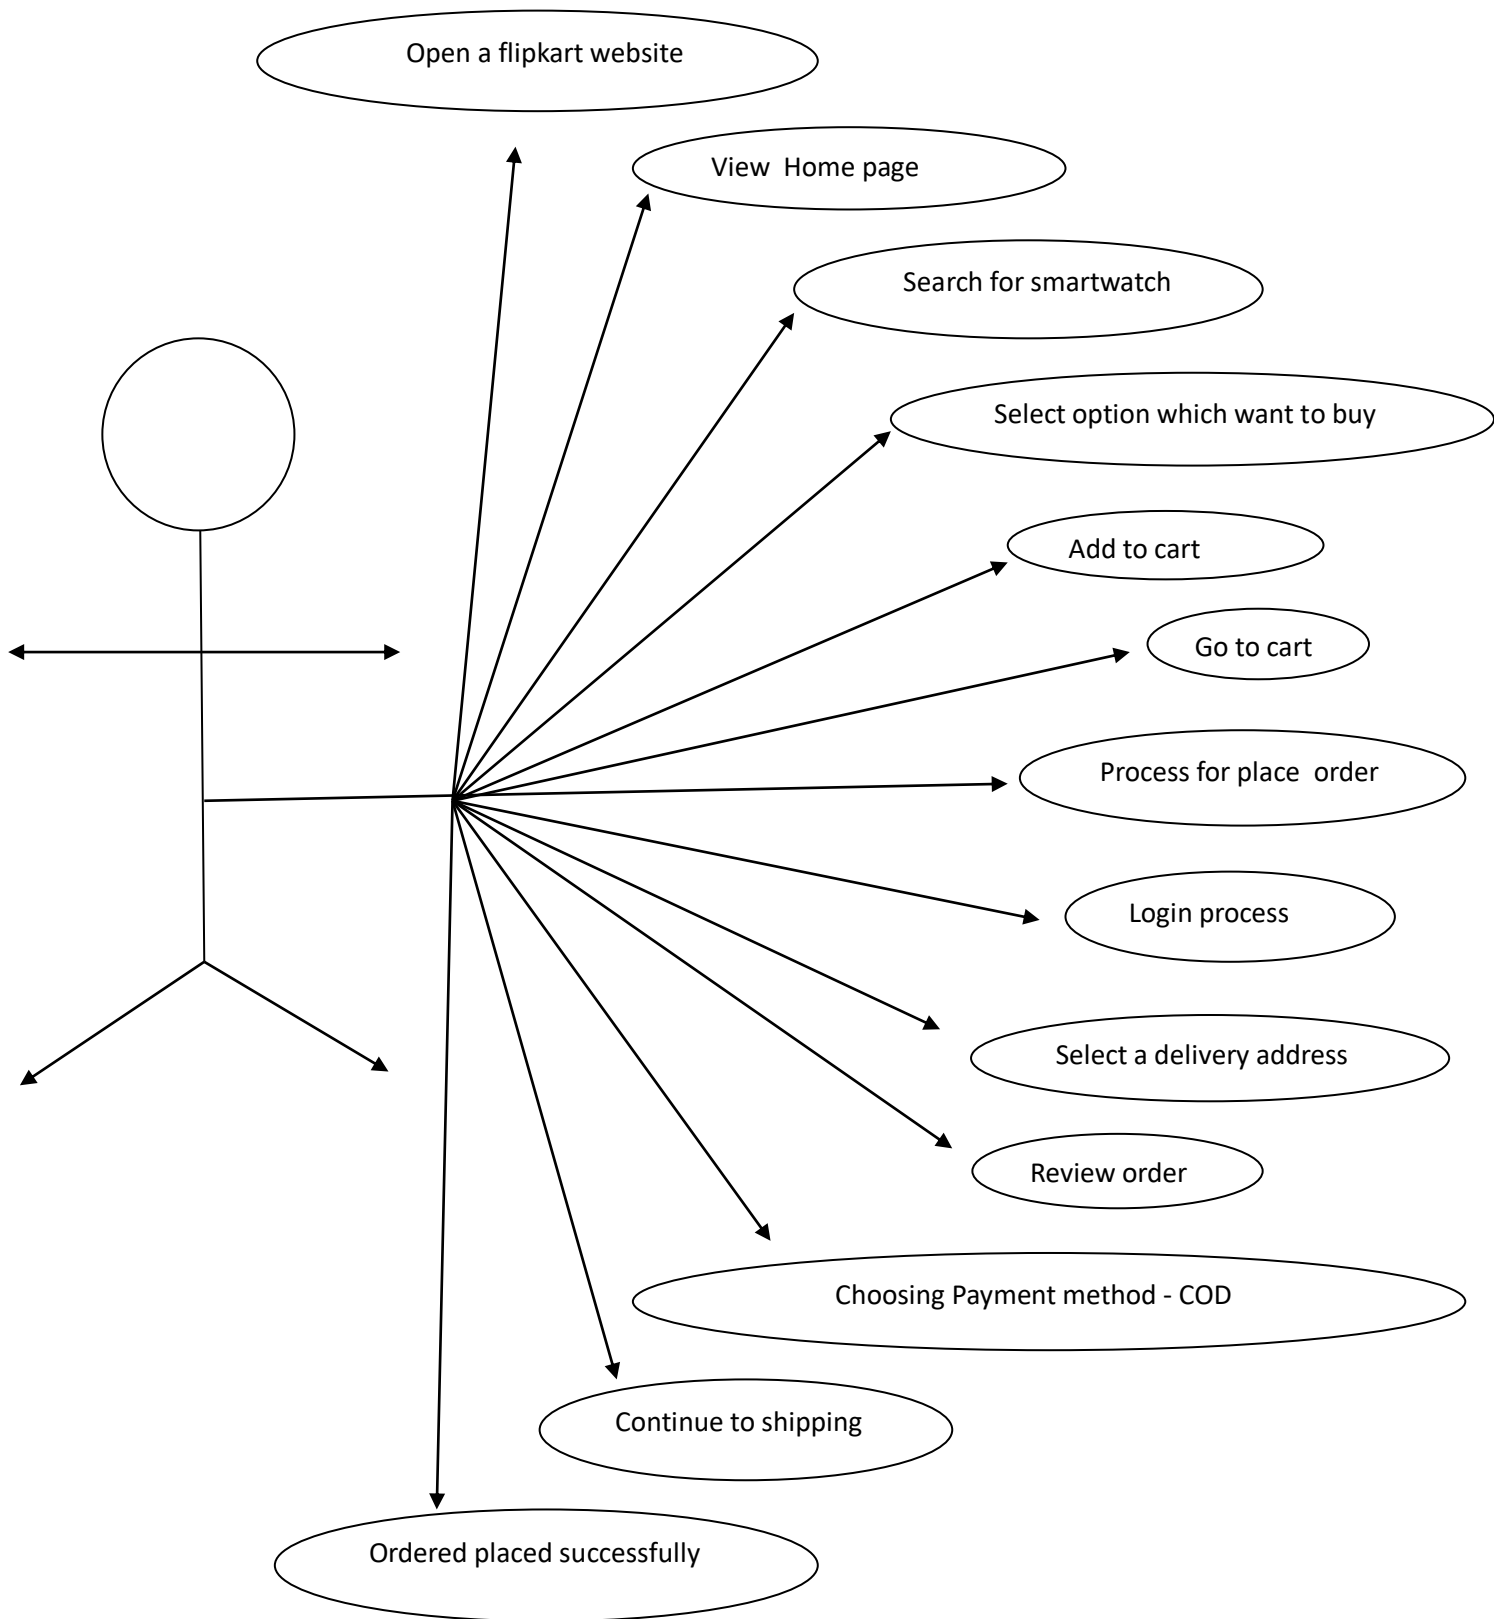 Open a flipkart website
View  Home page
Search for smartwatch
Select option which want to buy
Add to cart
Go to cart
Process for place  order
Login process
Select a delivery address
Review order
Choosing Payment method - COD
Continue to shipping
Ordered placed successfully